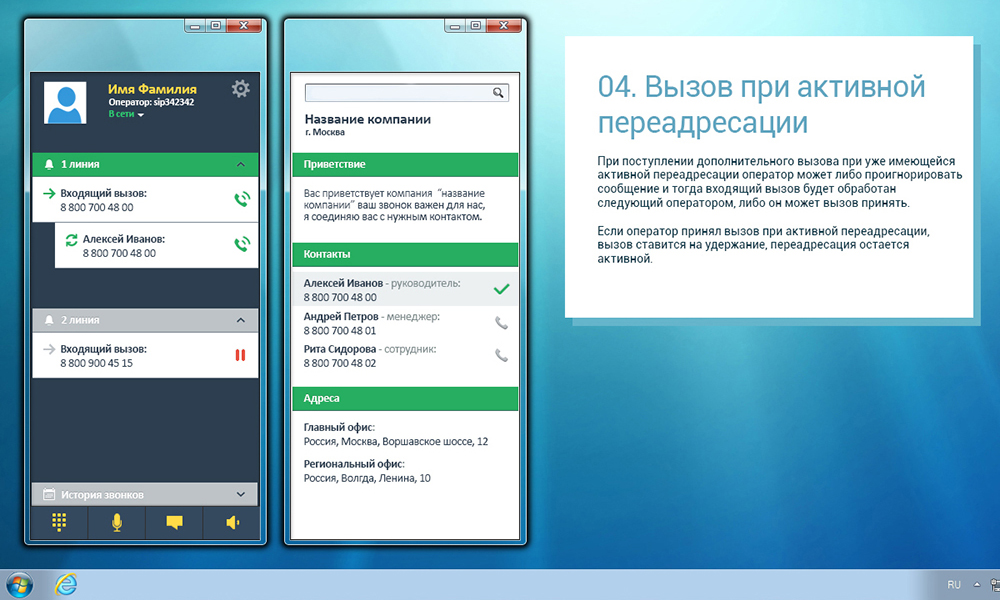 Имя Фамилия
Оператор: sip342342
В сети
1 линия
Входящий вызов:
8 800 700 48 00
Алексей Иванов:
8 800 700 48 00
2 линия
Входящий вызов:
8 800 900 45 15
История звонков
Название компании
г. Москва
Приветствие
Вас приветствует компания "название
компании" ваш звонок важен для нас,
я соединяю вас с нужным контактом.
Контакты
Алексей Иванов - руководитель:
8 800 700 48 00
Андрей Петров - менеджер:
8 800 700 48 01
Рита Сидорова - сотрудник:
8 800 700 48 02
Адреса
Главный офис:
Россия, Москва, Воршавское шоссе, 12
Региональный офис:
Россия, Волгда, Ленина, 10
04. Вызов при активной
переадресации
При поступлении дополнительного вызова при уже имеющейся
активной переадресации оператор может либо проигнорировать
сообщение и тогда входящий вызов будет обработан
следующий оператором, либо он может вызов принять.
Если оператор принял вызов при активной переадресации,
вызов ставится на удержание, переадресация остается
активной.
RU